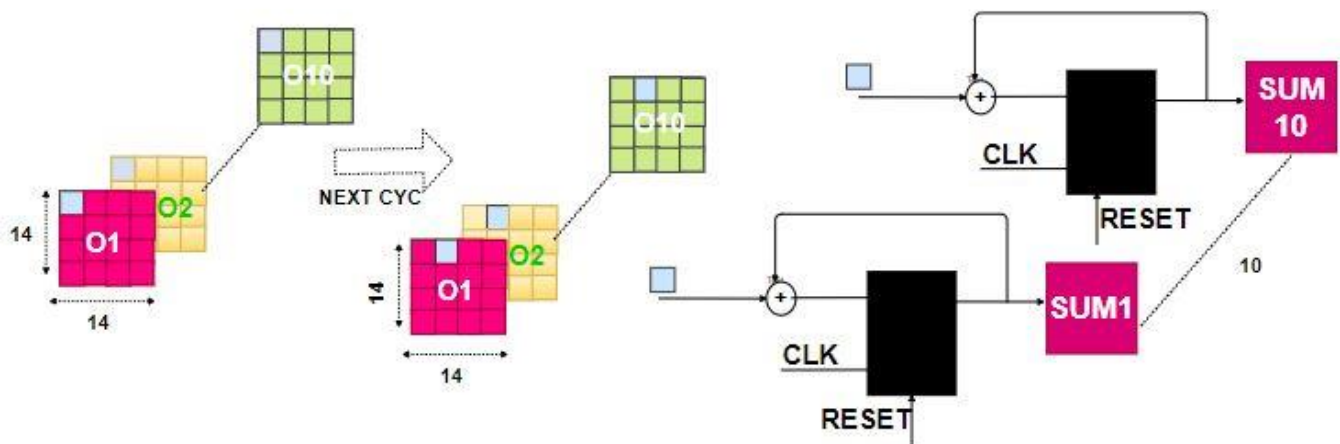 O10
O2
O1
14
14
NEXT CYC
O10
O2
O1
14
14
+
CLK
RESET
SUM
10
+
CLK
RESET
SUM1
10